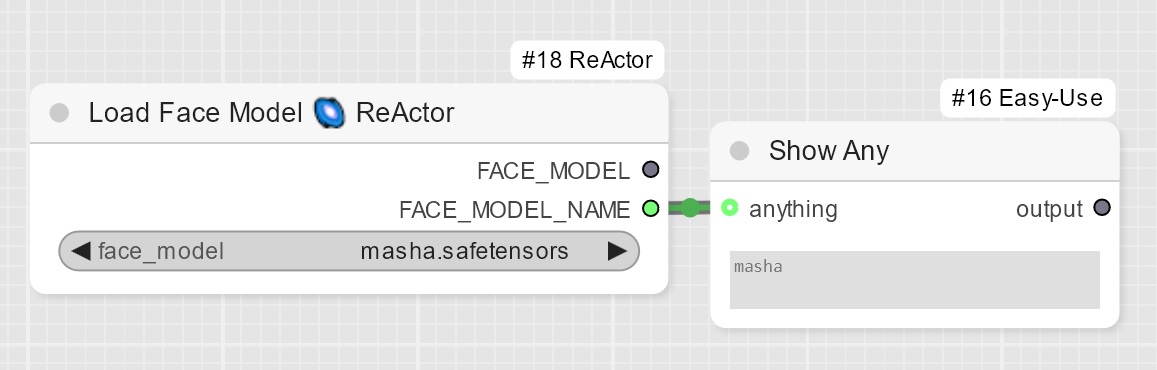 #18 ReActor
Load Face Model ReActor
FACE_MODEL
FACE_MODEL_NAME
face_model masha.safetensors
#16 Easy-Use
Show Any
anything output
masha